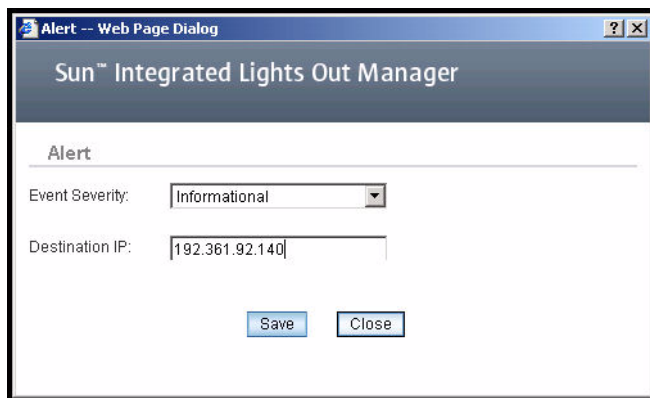 Alert -- Web Page Dialog
Sun™ Integrated Lights Out Manager
Alert
Event Severity: Informational
Destination IP: 192.361.92.140
Save Close